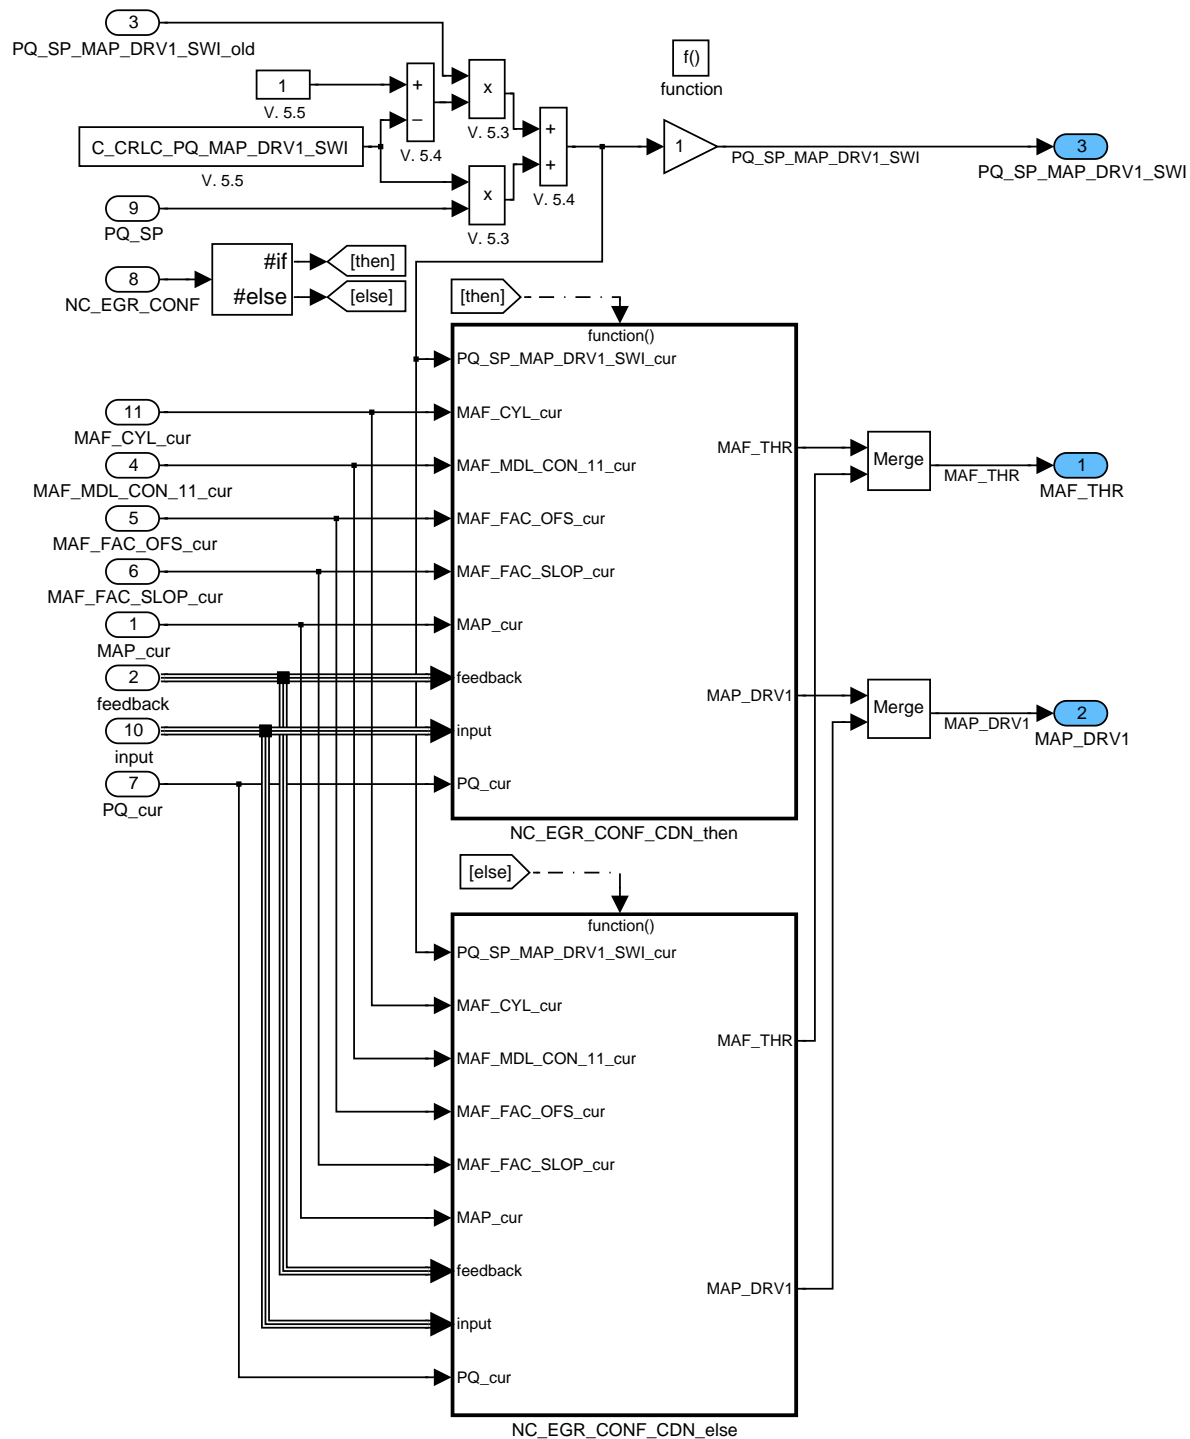 3
PQ_SP_MAP_DRV1_SWI_old
f()
function
1
V. 5.5
+
−
V. 5.4
x
V. 5.3
C_CRLC_PQ_MAP_DRV1_SWI
V. 5.5
+
+
V. 5.4
1
PQ_SP_MAP_DRV1_SWI
3
PQ_SP_MAP_DRV1_SWI
x
V. 5.3
9
PQ_SP
8
NC_EGR_CONF
#if
#else
[then]
[else]
[then]
function()
PQ_SP_MAP_DRV1_SWI_cur
11
MAF_CYL_cur
MAF_CYL_cur
4
MAF_MDL_CON_11_cur
MAF_MDL_CON_11_cur
5
MAF_FAC_OFS_cur
MAF_FAC_OFS_cur
6
MAF_FAC_SLOP_cur
MAF_FAC_SLOP_cur
1
MAP_cur
MAP_cur
2
feedback
feedback
10
input
input
7
PQ_cur
PQ_cur
MAF_THR
Merge
MAF_THR
1
MAF_THR
MAP_DRV1
Merge
MAP_DRV1
2
MAP_DRV1
NC_EGR_CONF_CDN_then
[else]
function()
PQ_SP_MAP_DRV1_SWI_cur
MAF_CYL_cur
MAF_THR
MAF_MDL_CON_11_cur
MAF_FAC_OFS_cur
MAF_FAC_SLOP_cur
MAP_cur
feedback
MAP_DRV1
input
PQ_cur
NC_EGR_CONF_CDN_else